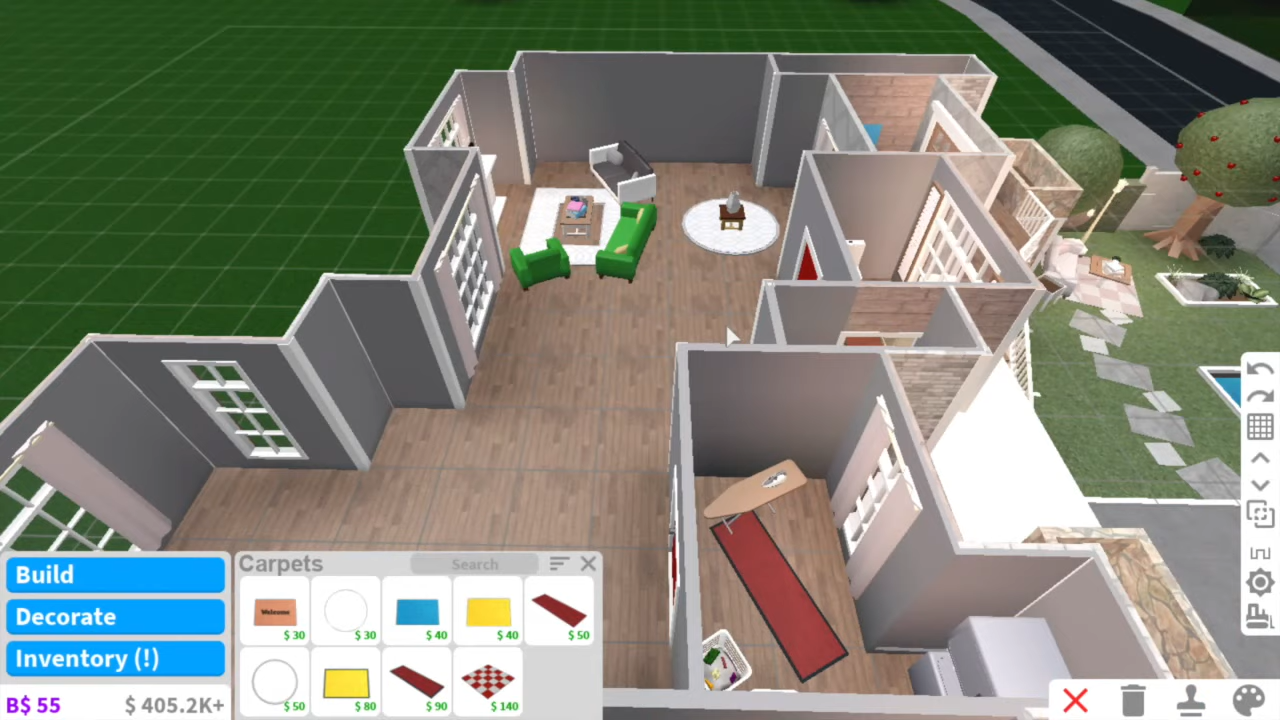 Build
Decorate
Inventory (!)
B$ 55
$ 405.2K+
Carpets
Search
Welcome
$ 30
$ 30
$ 40
$ 40
$ 50
$ 50
$ 80
$ 90
$ 140